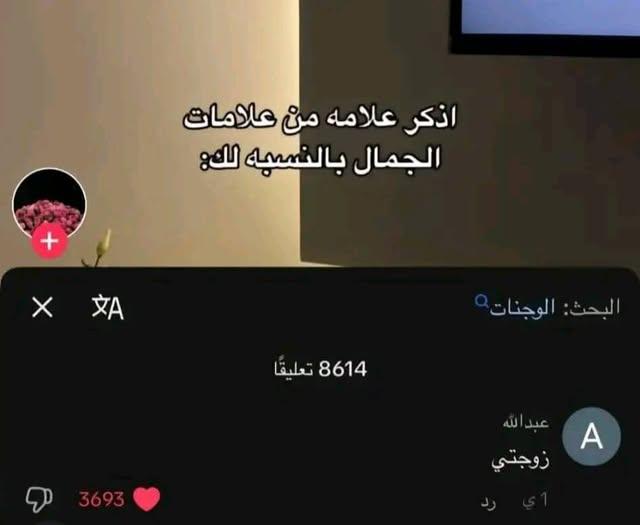 اذكر علامه من علامات
الجمال بالنسبه لك:
البحث: الوجنات
8614 تعليقًا
عبدالله
A
زوجتي
1 ي رد
3693